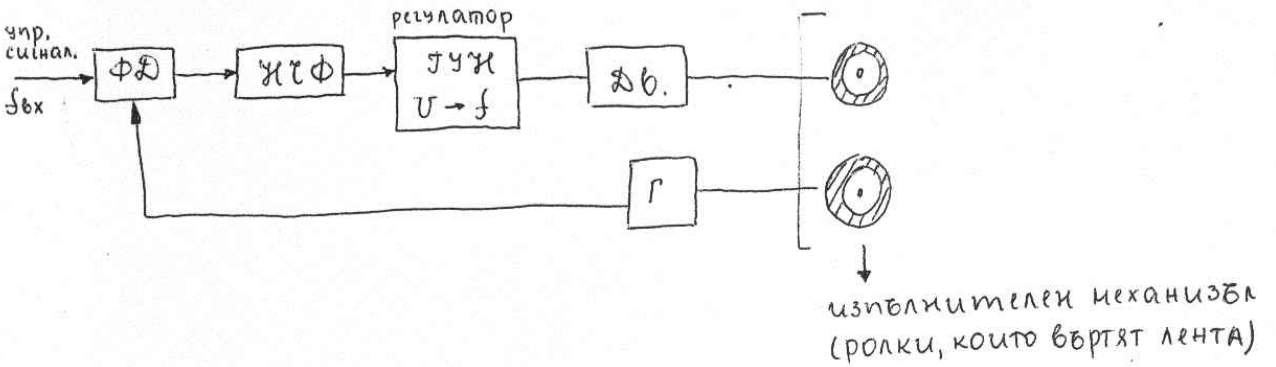 регулатор
упр.
сигнал.
fвх
ФД
НЧФ
ГУН
U → f
Дв.
Г
изпълнителен механизъм
(ролки, които въртят лента)